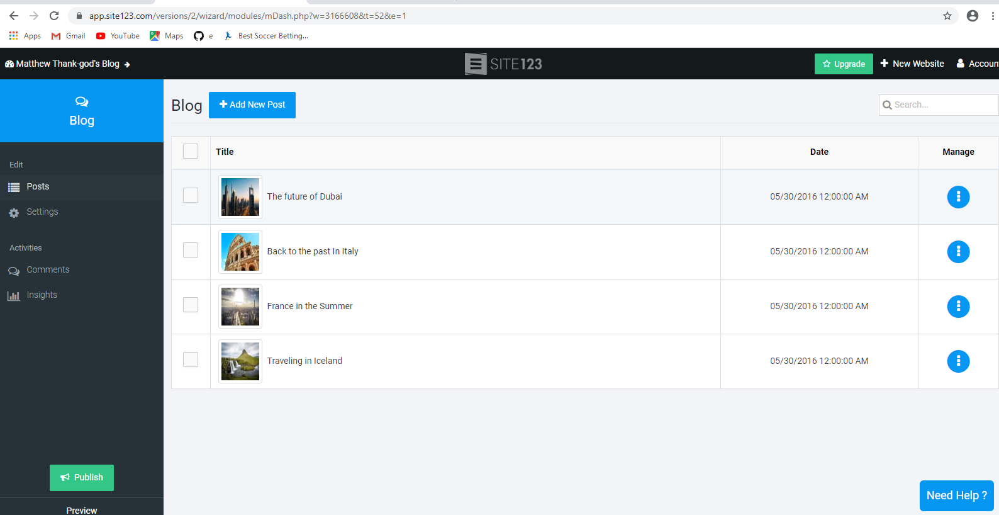 app.site123.com/versions/2/wizard/modules/mDash.php?w=3166608&t=52&e=1
Apps Gmail YouTube Maps e Best Soccer Betting...
Matthew Thank-god's Blog SITE123 Upgrade New Website Accoun
Blog
Blog Add New Post Search...
Title Date Manage
Edit
Posts
Settings
Activities
Comments
Insights
The future of Dubai 05/30/2016 12:00:00 AM
Back to the past In Italy 05/30/2016 12:00:00 AM
France in the Summer 05/30/2016 12:00:00 AM
Traveling in Iceland 05/30/2016 12:00:00 AM
Publish
Preview
Need Help ?